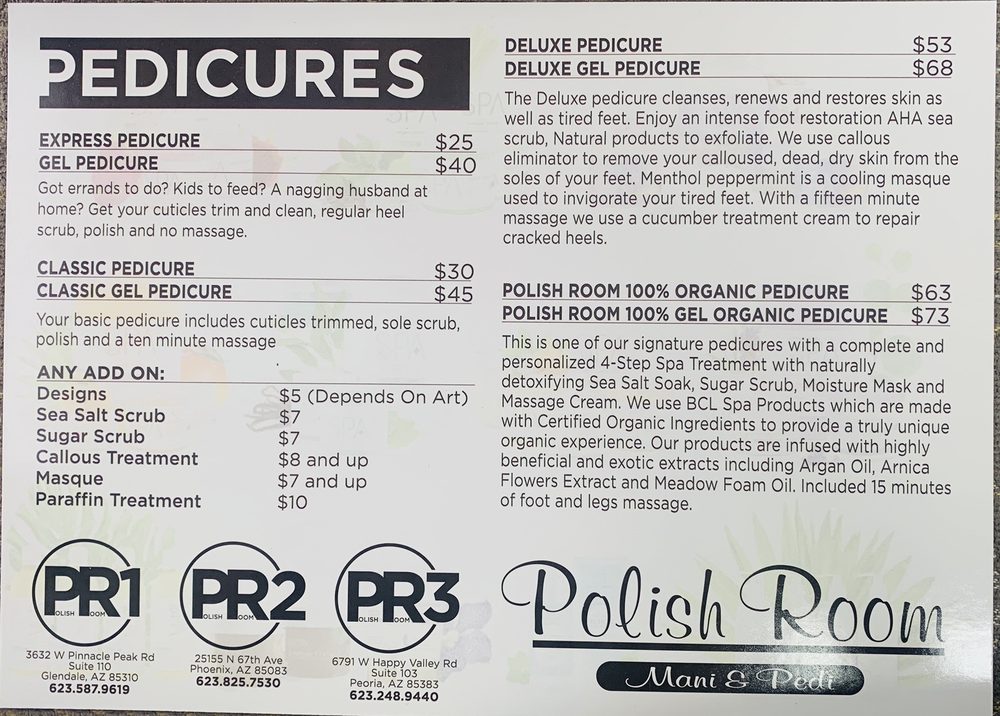 PEDICURES
EXPRESS PEDICURE $25
GEL PEDICURE $40
Got errands to do? Kids to feed? A nagging husband at
home? Get your cuticles trim and clean, regular heel
scrub, polish and no massage.
CLASSIC PEDICURE $30
CLASSIC GEL PEDICURE $45
Your basic pedicure includes cuticles trimmed, sole scrub,
polish and a ten minute massage
ANY ADD ON:
Designs $5 (Depends On Art)
Sea Salt Scrub $7
Sugar Scrub $7
Callous Treatment $8 and up
Masque $7 and up
Paraffin Treatment $10
DELUXE PEDICURE $53
DELUXE GEL PEDICURE $68
The Deluxe pedicure cleanses, renews and restores skin as
well as tired feet. Enjoy an intense foot restoration AHA sea
scrub, Natural products to exfoliate. We use callous
eliminator to remove your calloused, dead, dry skin from the
soles of your feet. Menthol peppermint is a cooling masque
used to invigorate your tired feet. With a fifteen minute
massage we use a cucumber treatment cream to repair
cracked heels.
POLISH ROOM 100% ORGANIC PEDICURE $63
POLISH ROOM 100% GEL ORGANIC PEDICURE $73
This is one of our signature pedicures with a complete and
personalized 4-Step Spa Treatment with naturally
detoxifying Sea Salt Soak, Sugar Scrub, Moisture Mask and
Massage Cream. We use BCL Spa Products which are made
with Certified Organic Ingredients to provide a truly unique
organic experience. Our products are infused with highly
beneficial and exotic extracts including Argan Oil, Arnica
Flowers Extract and Meadow Foam Oil. Included 15 minutes
of foot and legs massage.
PR1
POLISH ROOM
3632 W Pinnacle Peak Rd
Suite 110
Glendale, AZ 85310
623.587.9619
PR2
POLISH ROOM
25155 N 67th Ave
Phoenix, AZ 85083
623.825.7530
PR3
POLISH ROOM
6791 W Happy Valley Rd
Suite 103
Peoria, AZ 85383
623.248.9440
Polish Room
Mani & Pedi